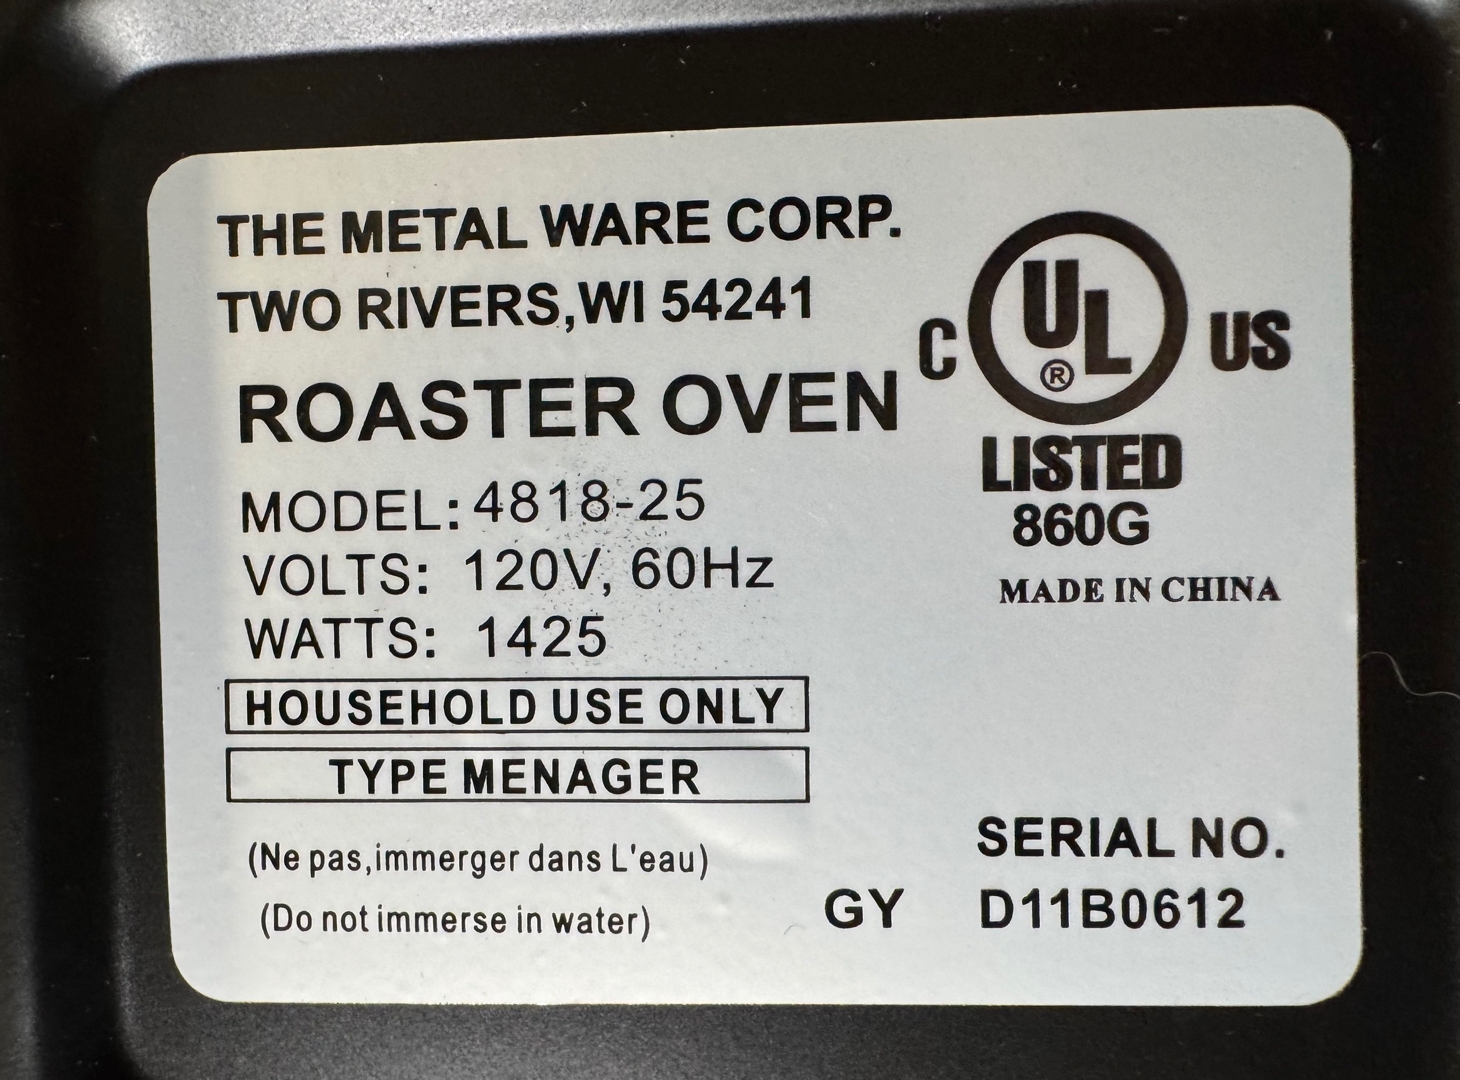 THE METAL WARE CORP.
TWO RIVERS,WI 54241
ROASTER OVEN
MODEL: 4818-25
VOLTS: 120V, 60Hz
WATTS: 1425
HOUSEHOLD USE ONLY
TYPE MENAGER
(Ne pas,immerger dans L'eau)
(Do not immerse in water)
C UL® US
LISTED
860G
MADE IN CHINA
SERIAL NO.
GY D11B0612